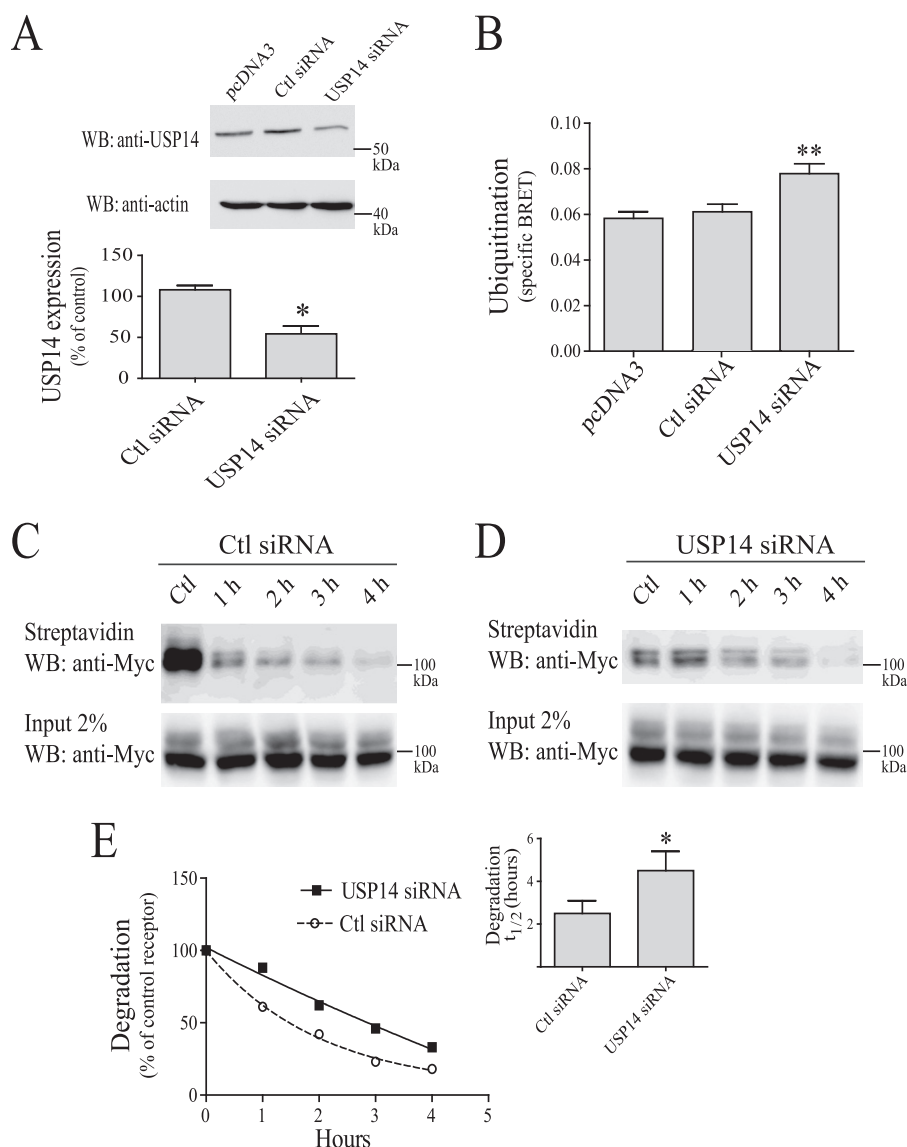 A
pcDNA3
Ctl siRNA
USP14 siRNA
WB: anti-USP14
50
kDa
WB: anti-actin
40
kDa
USP14 expression
(% of control)
150
100
50
0
*
Ctl siRNA
USP14 siRNA
B
Ubiquitination
(specific BRET)
0.10
0.08
0.06
0.04
0.02
0.00
**
pcDNA3
Ctl siRNA
USP14 siRNA
C
Ctl siRNA
Ctl 1 h 2 h 3 h 4 h
Streptavidin
WB: anti-Myc
100
kDa
Input 2%
WB: anti-Myc
100
kDa
D
USP14 siRNA
Ctl 1 h 2 h 3 h 4 h
Streptavidin
WB: anti-Myc
100
kDa
Input 2%
WB: anti-Myc
100
kDa
E
Degradation
(% of control receptor)
150
100
50
0
USP14 siRNA
Ctl siRNA
0 1 2 3 4 5
Hours
Degradation
t1/2 (hours)
6
4
2
*
Ctl siRNA
USP14 siRNA